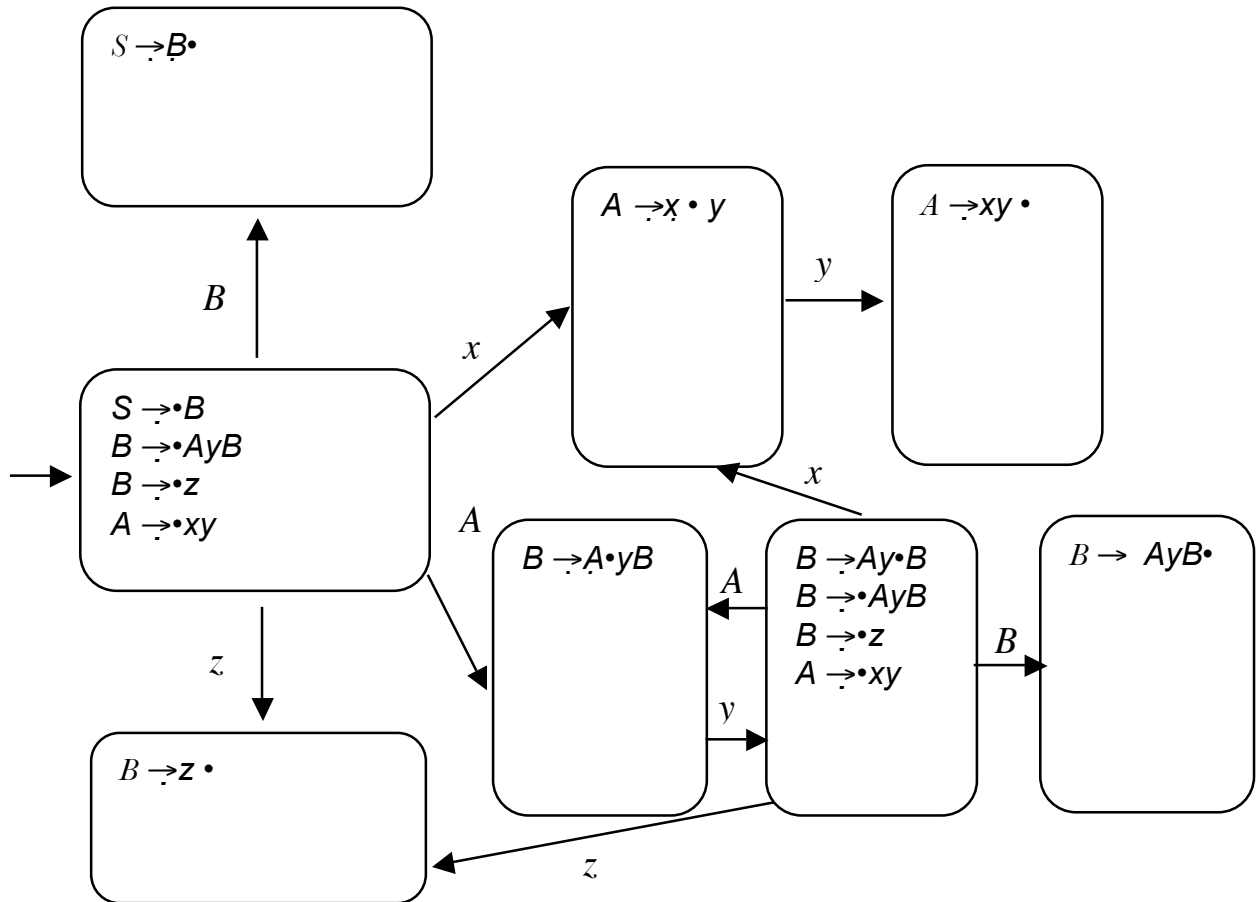 S →B•
A →x • y
A →xy •
B
y
x
S →•B
B →•AyB
B →•z
A →•xy
x
A
B →A•yB
B →Ay•B
B →•AyB
B →•z
A →•xy
B → AyB•
A
B
z
y
B →z •
z